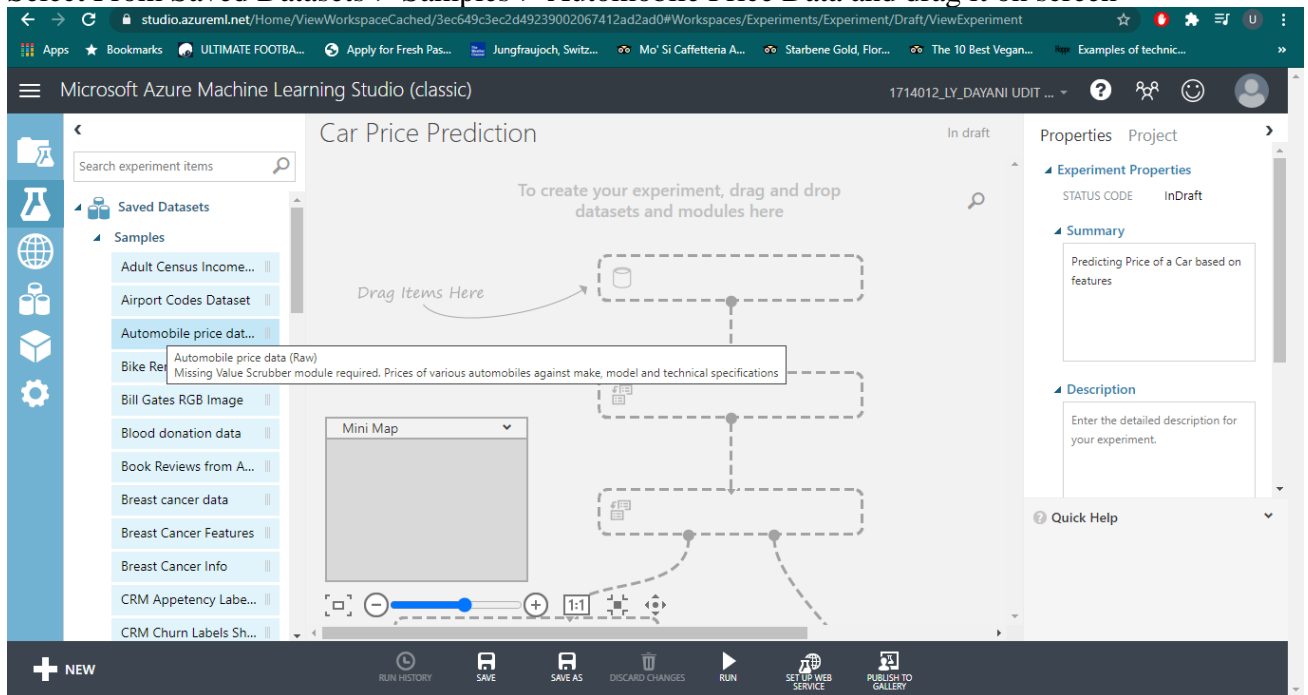 Select From Saved Datasets > Samples > Automobile Price Data and drag it on screen
studio.azureml.net/Home/ViewWorkspaceCached/3ec649c3ec2d49239002067412ad2ad0#Workspaces/Experiments/Experiment/Draft/ViewExperiment
U
Apps Bookmarks ULTIMATE FOOTBA... Apply for Fresh Pas... Jungfraujoch, Switz... Mo' Si Caffetteria A... Starbene Gold, Flor... The 10 Best Vegan... Examples of technic... »
Microsoft Azure Machine Learning Studio (classic)
1714012_LY_DAYANI UDIT ...
Search experiment items
Saved Datasets
Samples
Adult Census Income...
Airport Codes Dataset
Automobile price dat...
Bike Ren
Bill Gates RGB Image
Blood donation data
Book Reviews from A...
Breast cancer data
Breast Cancer Features
Breast Cancer Info
CRM Appetency Labe...
CRM Churn Labels Sh...
Automobile price data (Raw)
Missing Value Scrubber module required. Prices of various automobiles against make, model and technical specifications
Car Price Prediction
In draft
To create your experiment, drag and drop
datasets and modules here
Drag Items Here
Mini Map
1:1
Properties Project
Experiment Properties
STATUS CODE InDraft
Summary
Predicting Price of a Car based on
features
Description
Enter the detailed description for
your experiment.
Quick Help
NEW
RUN HISTORY
SAVE
SAVE AS
DISCARD CHANGES
RUN
SET UP WEB
SERVICE
PUBLISH TO
GALLERY